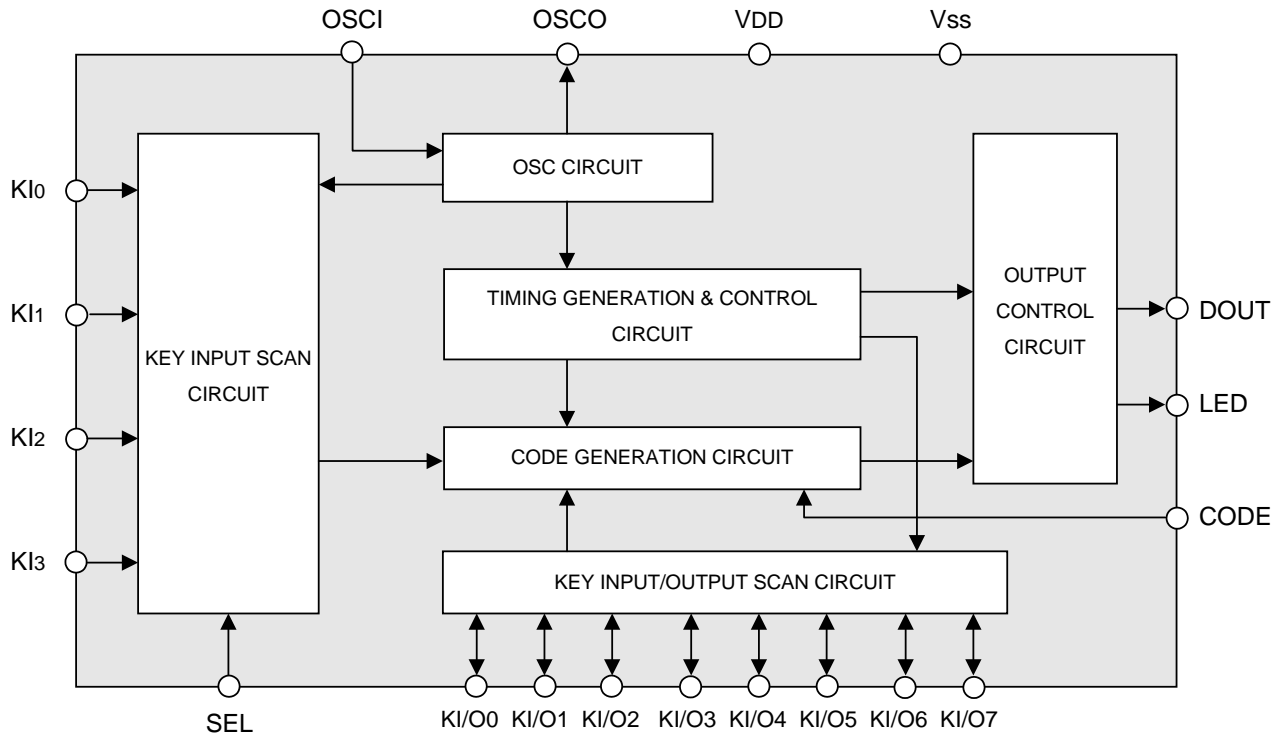 OSCI
OSCO
VDD
Vss
OSC CIRCUIT
KI0
KI1
KI2
KI3
KEY INPUT SCAN
CIRCUIT
TIMING GENERATION & CONTROL
CIRCUIT
OUTPUT
CONTROL
CIRCUIT
DOUT
LED
CODE GENERATION CIRCUIT
CODE
KEY INPUT/OUTPUT SCAN CIRCUIT
SEL
KI/O0
KI/O1
KI/O2
KI/O3
KI/O4
KI/O5
KI/O6
KI/O7